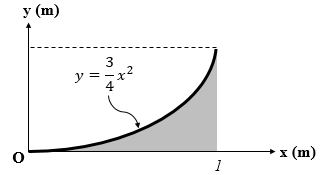 y (m)
y = 3/4 x²
O
x (m)
1